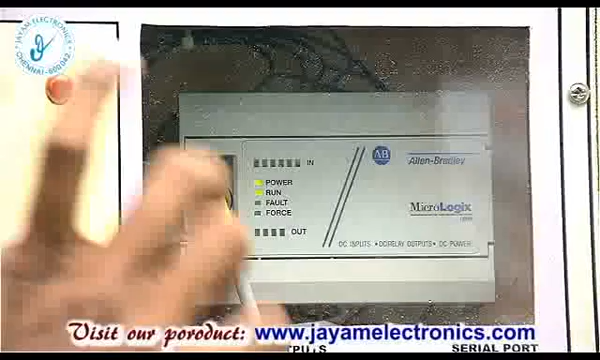 JAYAM ELECTRONICS
CHENNAI-600042
IN
AB
Allen-Bradley
POWER
RUN
FAULT
FORCE
MicroLogix
OUT
DC INPUTS • DC/RELAY OUTPUTS • DC POWER
Visit our poroduct: www.jayamelectronics.com
SERIAL PORT